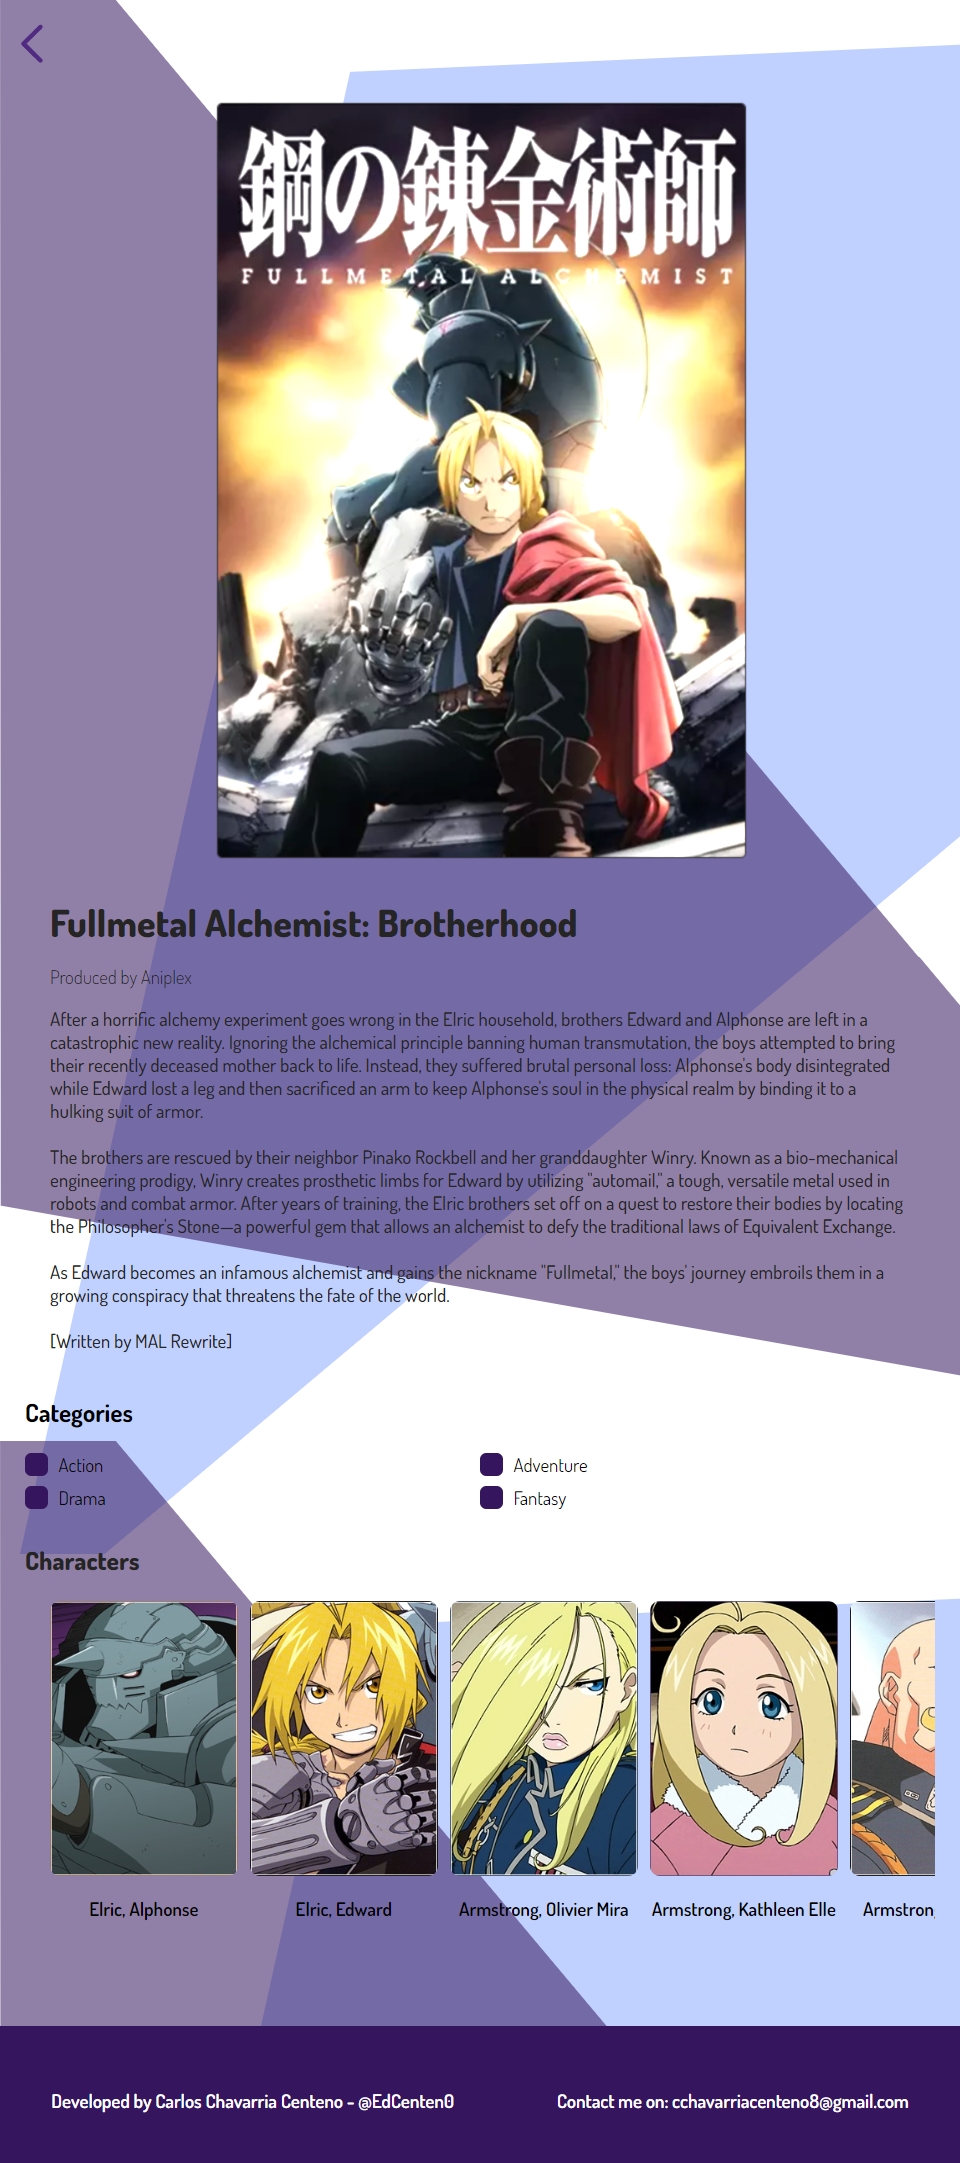 鋼の錬金術師
FULLMETAL ALCHEMIST
Fullmetal Alchemist: Brotherhood
Produced by Aniplex
After a horrific alchemy experiment goes wrong in the Elric household, brothers Edward and Alphonse are left in a
catastrophic new reality. Ignoring the alchemical principle banning human transmutation, the boys attempted to bring
their recently deceased mother back to life. Instead, they suffered brutal personal loss: Alphonse's body disintegrated
while Edward lost a leg and then sacrificed an arm to keep Alphonse's soul in the physical realm by binding it to a
hulking suit of armor.
The brothers are rescued by their neighbor Pinako Rockbell and her granddaughter Winry. Known as a bio-mechanical
engineering prodigy, Winry creates prosthetic limbs for Edward by utilizing "automail," a tough, versatile metal used in
robots and combat armor. After years of training, the Elric brothers set off on a quest to restore their bodies by locating
the Philosopher's Stone—a powerful gem that allows an alchemist to defy the traditional laws of Equivalent Exchange.
As Edward becomes an infamous alchemist and gains the nickname "Fullmetal," the boys' journey embroils them in a
growing conspiracy that threatens the fate of the world.
[Written by MAL Rewrite]
Categories
Action
Adventure
Drama
Fantasy
Characters
Elric, Alphonse
Elric, Edward
Armstrong, Olivier Mira
Armstrong, Kathleen Elle
Armstron
Developed by Carlos Chavarria Centeno - @EdCenten0
Contact me on: cchavarriacenteno8@gmail.com